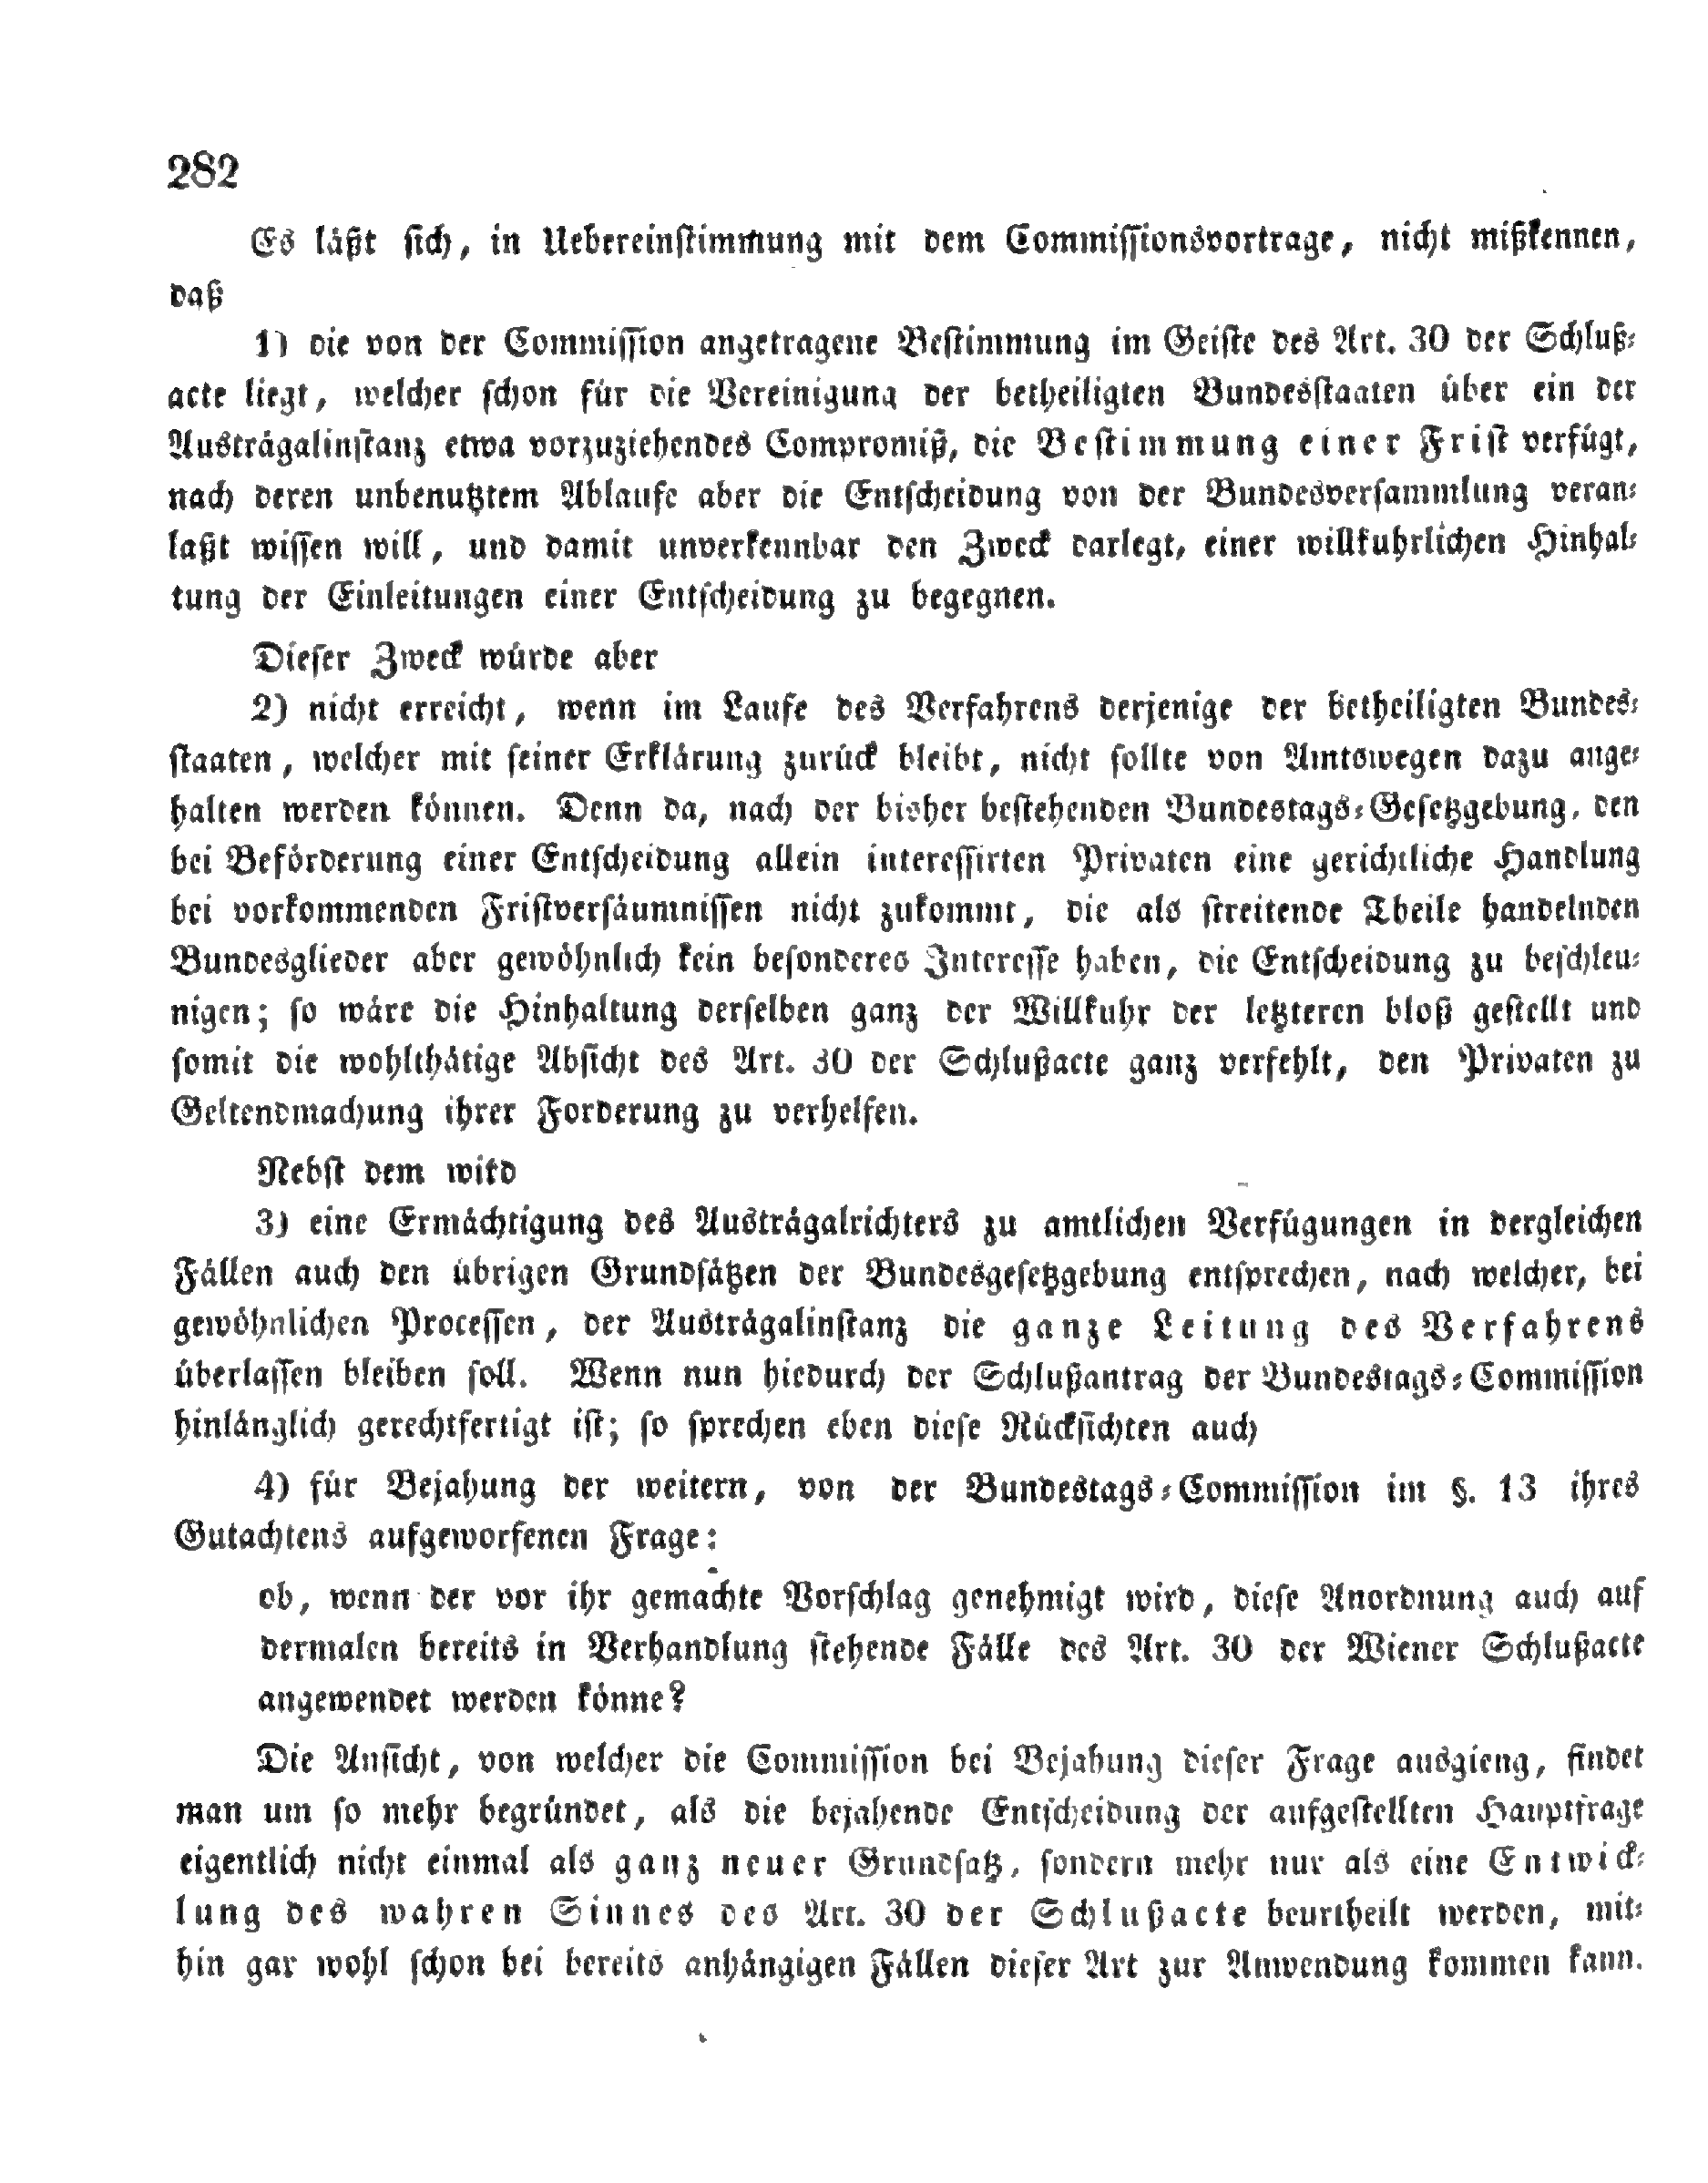 282
Es läßt sich, in Uebereinstimmung mit dem Commissionsvortrage, nicht mißkennen,
daß
1) die von der Commission angetragene Bestimmung im Geiste des Art. 30 der Schluß-
acte liegt, welcher schon für die Vereinigung der betheiligten Bundesstaaten über ein der
Austrägalinstanz etwa vorzuziehendes Compromiß, die Bestimmung einer Frist verfügt,
nach deren unbenutztem Ablaufe aber die Entscheidung von der Bundesversammlung veran-
laßt wissen will, und damit unverkennbar den Zweck darlegt, einer willkuhrlichen Hinhal-
tung der Einleitungen einer Entscheidung zu begegnen.
Dieser Zweck würde aber
2) nicht erreicht, wenn im Laufe des Verfahrens derjenige der betheiligten Bundes-
staaten, welcher mit seiner Erklärung zurück bleibt, nicht sollte von Amtswegen dazu ange-
halten werden können. Denn da, nach der bisher bestehenden Bundestags-Gesetzgebung, den
bei Beförderung einer Entscheidung allein interessirten Privaten eine gerichtliche Handlung
bei vorkommenden Fristversäumnissen nicht zukommt, die als streitende Theile handelnden
Bundesglieder aber gewöhnlich kein besonderes Interesse haben, die Entscheidung zu beschleu-
nigen; so wäre die Hinhaltung derselben ganz der Willkuhr der letzteren bloß gestellt und
somit die wohlthätige Absicht des Art. 30 der Schlußacte ganz verfehlt, den Privaten zu
Geltendmachung ihrer Forderung zu verhelfen.
Nebst dem wird
3) eine Ermächtigung des Austrägalrichters zu amtlichen Verfügungen in dergleichen
Fällen auch den übrigen Grundsätzen der Bundesgesetzgebung entsprechen, nach welcher, bei
gewöhnlichen Processen, der Austrägalinstanz die ganze Leitung des Verfahrens
überlassen bleiben soll. Wenn nun hiedurch der Schlußantrag der Bundestags-Commission
hinlänglich gerechtfertigt ist; so sprechen eben diese Rücksichten auch
4) für Bejahung der weitern, von der Bundestags-Commission im §. 13 ihres
Gutachtens aufgeworfenen Frage:
ob, wenn der vor ihr gemachte Vorschlag genehmigt wird, diese Anordnung auch auf
dermalen bereits in Verhandlung stehende Fälle des Art. 30 der Wiener Schlußacte
angewendet werden könne?
Die Ansicht, von welcher die Commission bei Bejahung dieser Frage ausgieng, findet
man um so mehr begründet, als die bejahende Entscheidung der aufgestellten Hauptfrage
eigentlich nicht einmal als ganz neuer Grundsatz, sondern mehr nur als eine Entwick-
lung des wahren Sinnes des Art. 30 der Schlußacte beurtheilt werden, mit-
hin gar wohl schon bei bereits anhängigen Fällen dieser Art zur Anwendung kommen kann.